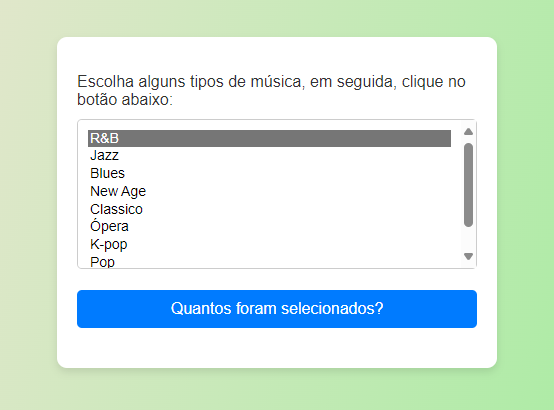 Escolha alguns tipos de música, em seguida, clique no
botão abaixo:
R&B
Jazz
Blues
New Age
Classico
Ópera
K-pop
Pop
Quantos foram selecionados?